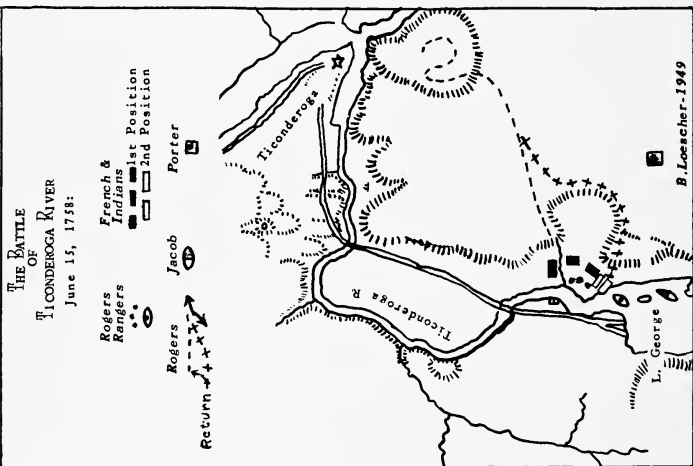 THE BATTLE
OF
TICONDEROGA RIVER
June 15, 1758:
Rogers
Rangers
French &
Indians
1st Position
2nd Position
Rogers
Return
Jacob
Porter
Ticonderoga
Ticonderoga R.
L. George
B.Loescher-1949